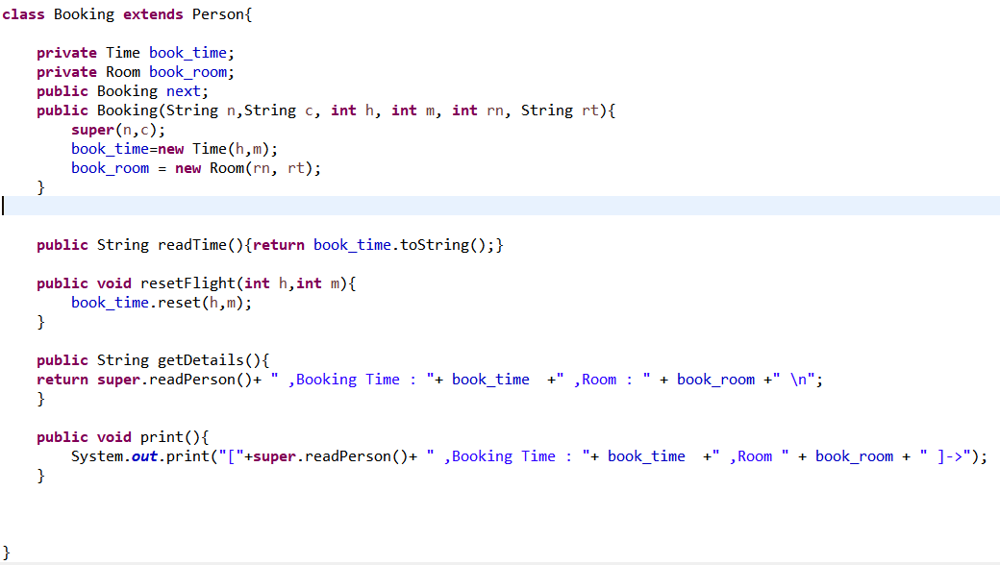 class Booking extends Person{
private Time book_time;
private Room book_room;
public Booking next;
public Booking(String n,String c, int h, int m, int rn, String rt){
super(n,c);
book_time=new Time(h,m);
book_room = new Room(rn, rt);
}
public String readTime(){return book_time.toString();}
public void resetFlight(int h,int m){
book_time.reset(h,m);
}
public String getDetails(){
return super.readPerson()+ " ,Booking Time : "+ book_time  +" ,Room : " + book_room +" \n";
}
public void print(){
System.out.print("["+super.readPerson()+ " ,Booking Time : "+ book_time  +" ,Room " + book_room + " ]->");
}
}